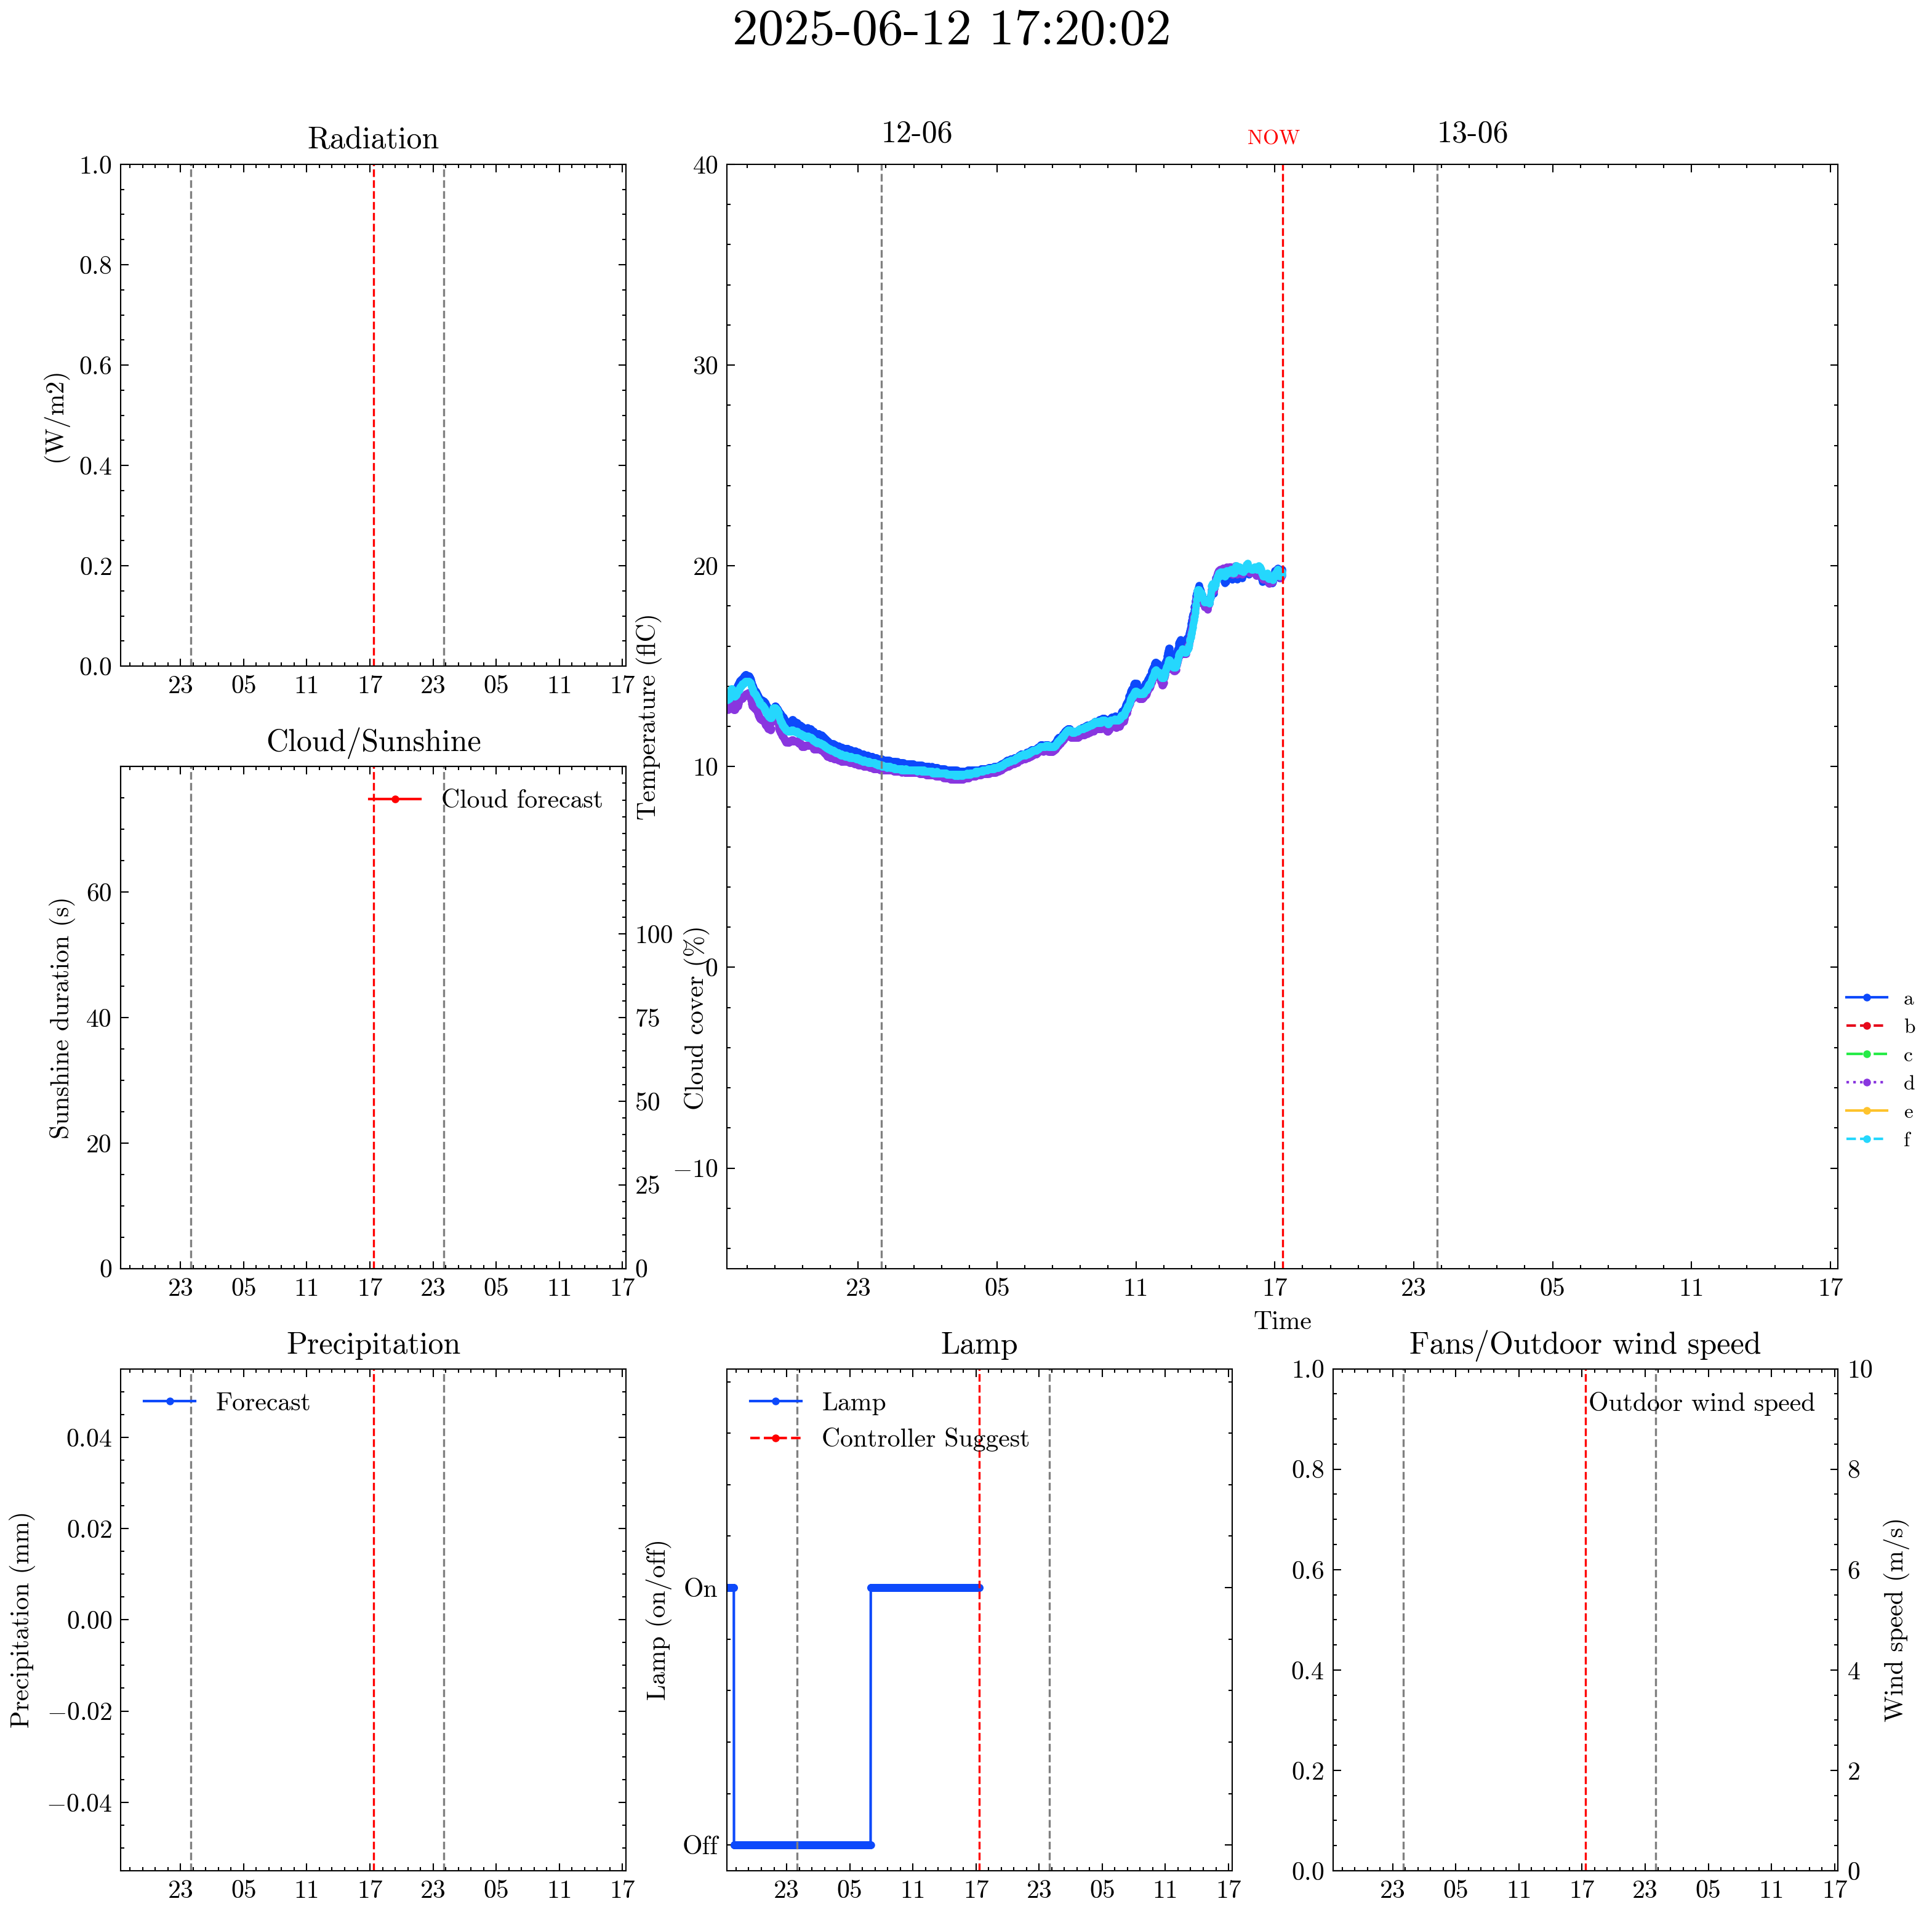 2025-06-12 17:20:02
Radiation
1.0
0.8
0.6
0.4
0.2
0.0
(W/m2)
23 05 11 17 23 05 11 17
12-06 NOW 13-06
40
30
20
10
0
−10
Temperature (flC)
23 05 11 17 23 05 11 17
Time
a
b
c
d
e
f
Cloud/Sunshine
Cloud forecast
60
40
20
0
Sunshine duration (s)
100
75
50
25
0
Cloud cover (%)
23 05 11 17 23 05 11 17
Precipitation
Forecast
0.04
0.02
0.00
−0.02
−0.04
Precipitation (mm)
23 05 11 17 23 05 11 17
Lamp
Lamp
Controller Suggest
On
Off
Lamp (on/off)
23 05 11 17 23 05 11 17
Fans/Outdoor wind speed
Outdoor wind speed
1.0
0.8
0.6
0.4
0.2
0.0
10
8
6
4
2
0
Wind speed (m/s)
23 05 11 17 23 05 11 17